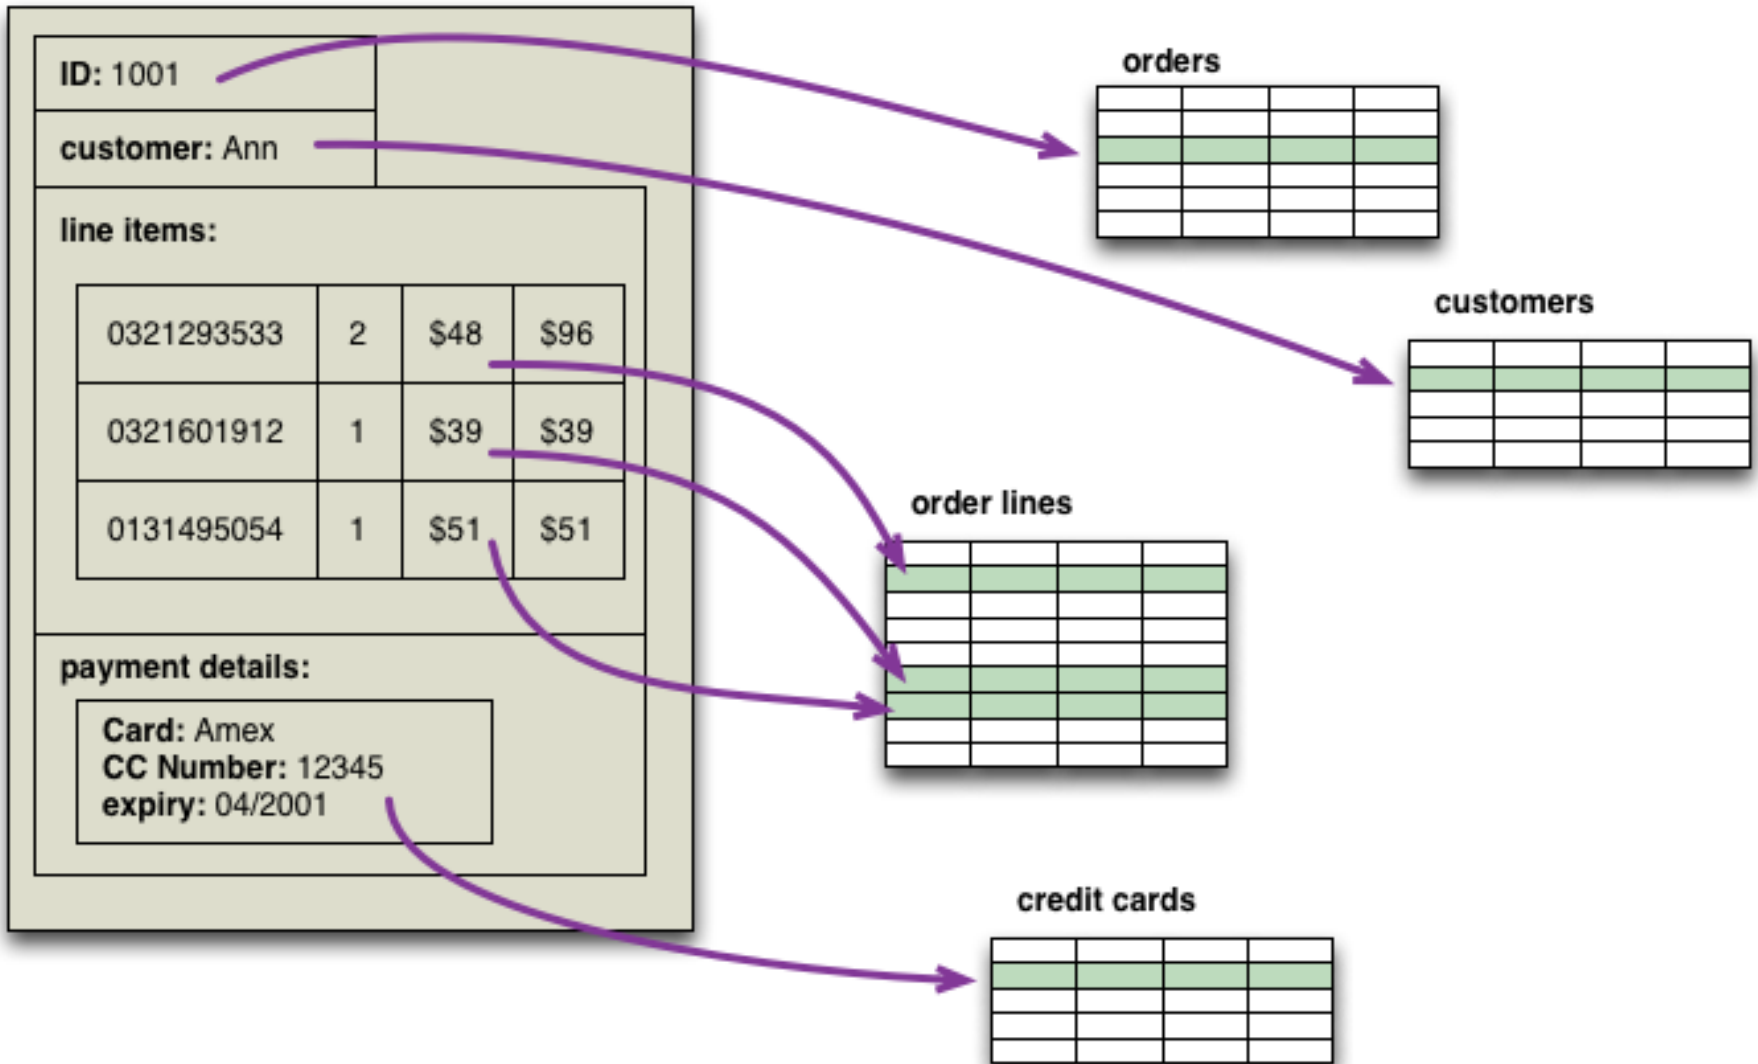 ID: 1001
customer: Ann
line items:
0321293533 2 $48 $96
0321601912 1 $39 $39
0131495054 1 $51 $51
payment details:
Card: Amex
CC Number: 12345
expiry: 04/2001
orders
customers
order lines
credit cards